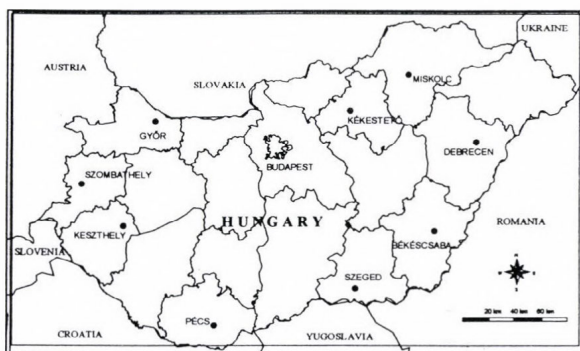 UKRAINE
AUSTRIA
SLOVAKIA
MISKOLC
KÉKESTETŐ
GYŐR
DEBRECEN
BUDAPEST
SZOMBATHELY
HUNGARY
ROMANIA
KESZTHELY
BÉKÉSCSABA
SLOVENIA
SZEGED
20 km 40 km 60 km
PÉCS
CROATIA
YUGOSLAVIA